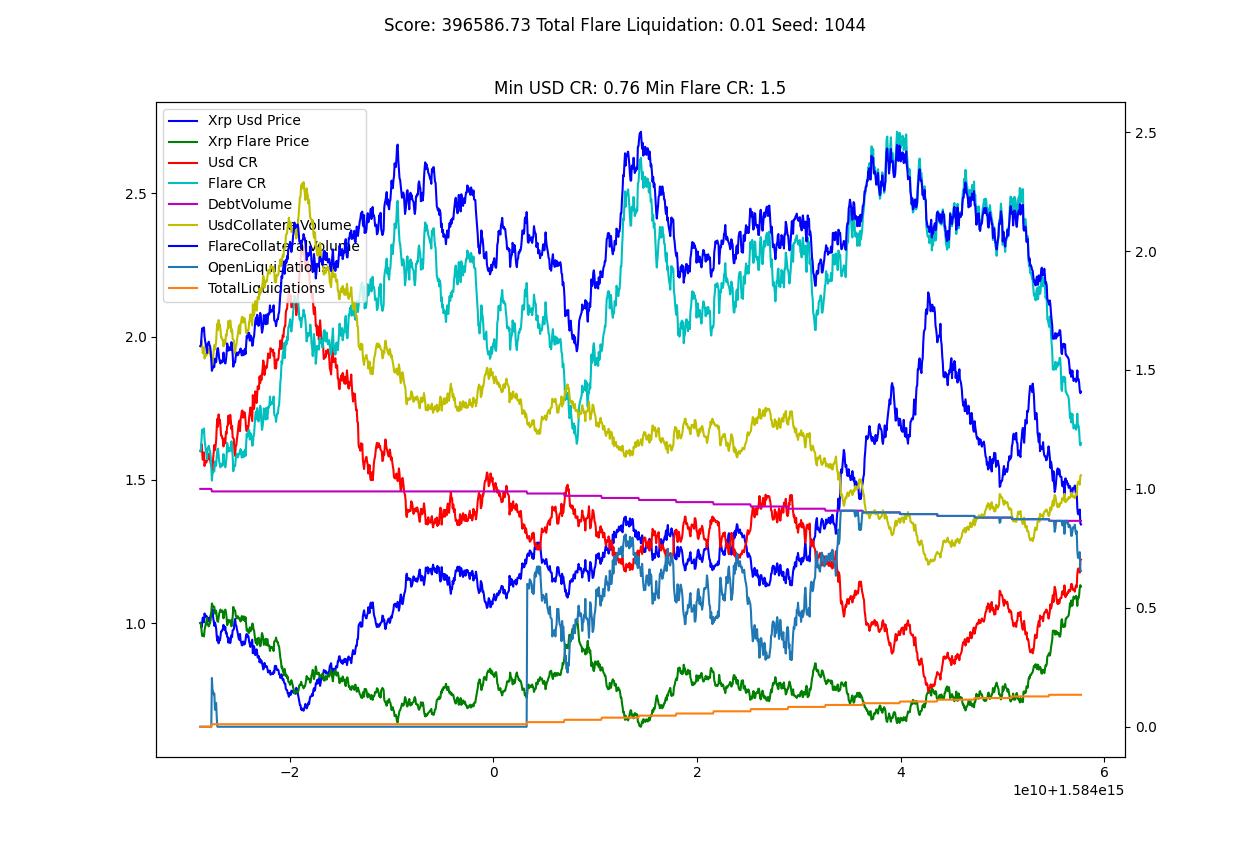 Score: 396586.73 Total Flare Liquidation: 0.01 Seed: 1044
Min USD CR: 0.76 Min Flare CR: 1.5
Xrp Usd Price
Xrp Flare Price
Usd CR
Flare CR
DebtVolume
UsdCollateralVolume
FlareCollateralVolume
OpenLiquidations
TotalLiquidations
2.5
2.0
1.5
1.0
2.5
2.0
1.5
1.0
0.5
0.0
−2
0
2
4
6
1e10+1.584e15